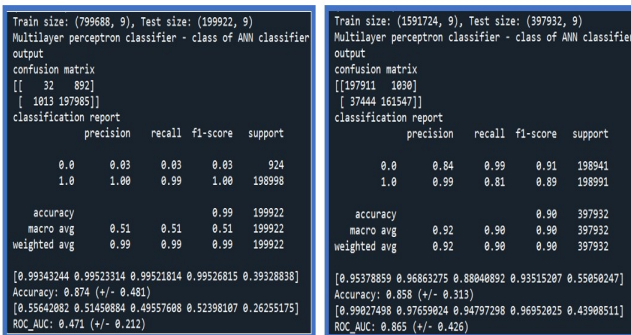 Train size: (799688, 9), Test size: (199922, 9)
Multilayer perceptron classifier - class of ANN classifier
output
confusion matrix
[[ 32 892]
[ 1013 197985]]
classification report
precision recall f1-score support
0.0 0.03 0.03 0.03 924
1.0 1.00 0.99 1.00 198998
accuracy 0.99 199922
macro avg 0.51 0.51 0.51 199922
weighted avg 0.99 0.99 0.99 199922
[0.99343244 0.99523314 0.99521814 0.99526815 0.39328838]
Accuracy: 0.874 (+/- 0.481)
[0.55642082 0.51450884 0.49557608 0.52398107 0.26255175]
ROC_AUC: 0.471 (+/- 0.212)
Train size: (1591724, 9), Test size: (397932, 9)
Multilayer perceptron classifier - class of ANN classifie
output
confusion matrix
[[197911 1030]
[ 37444 161547]]
classification report
precision recall f1-score support
0.0 0.84 0.99 0.91 198941
1.0 0.99 0.81 0.89 198991
accuracy 0.90 397932
macro avg 0.92 0.90 0.90 397932
weighted avg 0.92 0.90 0.90 397932
[0.95378859 0.96863275 0.88040892 0.93515207 0.55050247]
Accuracy: 0.858 (+/- 0.313)
[0.99027498 0.97659024 0.94797298 0.96952025 0.43908511]
ROC_AUC: 0.865 (+/- 0.426)